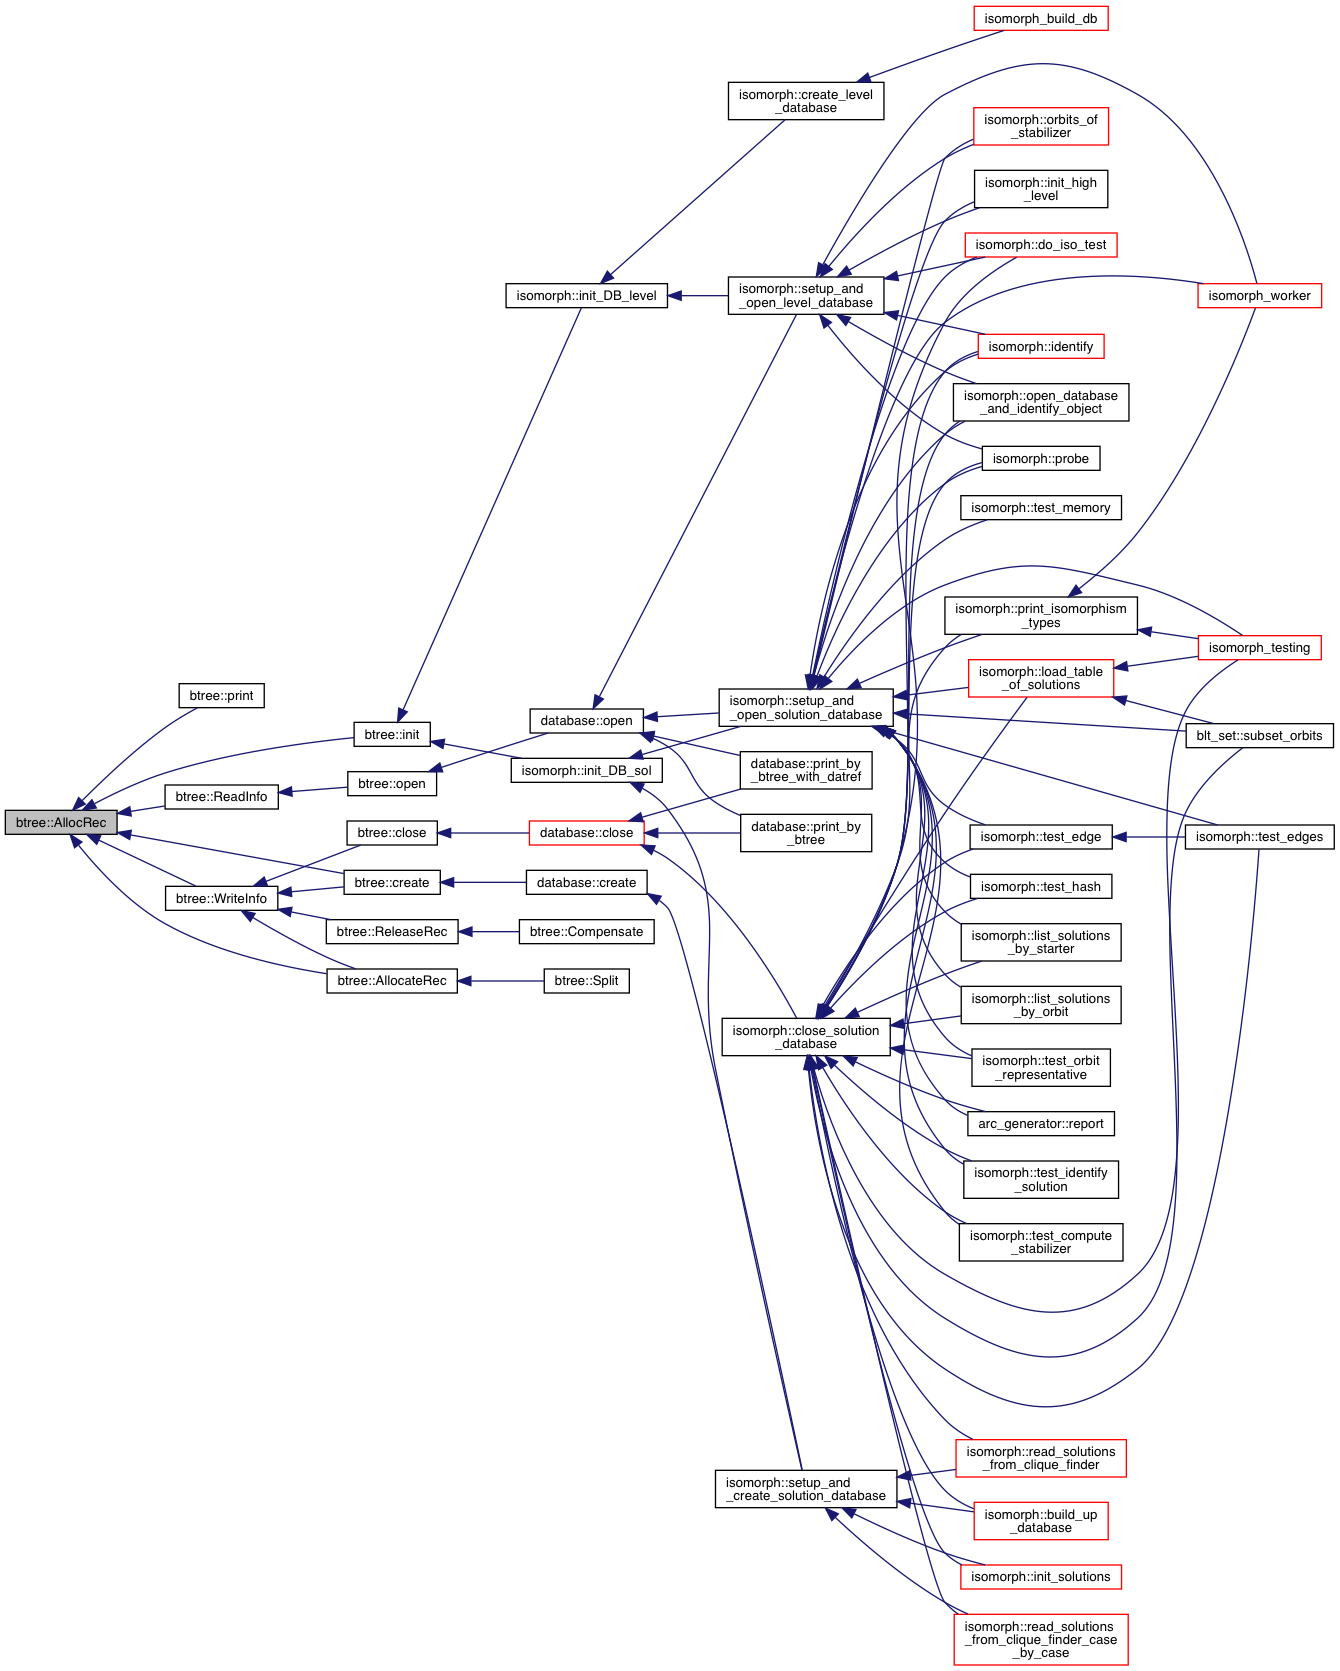 isomorph_build_db
isomorph::create_level
_database
isomorph::orbits_of
_stabilizer
isomorph::init_high
_level
isomorph::do_iso_test
isomorph::init_DB_level
isomorph::setup_and
_open_level_database
isomorph_worker
isomorph::identify
isomorph::open_database
_and_identify_object
isomorph::probe
isomorph::test_memory
isomorph::print_isomorphism
_types
isomorph_testing
isomorph::load_table
_of_solutions
btree::print
isomorph::setup_and
_open_solution_database
database::open
btree::init
blt_set::subset_orbits
isomorph::init_DB_sol
database::print_by
_btree_with_datref
btree::open
btree::ReadInfo
btree::AllocRec
btree::close
database::close
database::print_by
_btree
isomorph::test_edge
isomorph::test_edges
btree::create
database::create
isomorph::test_hash
btree::WriteInfo
btree::ReleaseRec
btree::Compensate
isomorph::list_solutions
_by_starter
btree::AllocateRec
btree::Split
isomorph::list_solutions
_by_orbit
isomorph::close_solution
_database
isomorph::test_orbit
_representative
arc_generator::report
isomorph::test_identify
_solution
isomorph::test_compute
_stabilizer
isomorph::read_solutions
_from_clique_finder
isomorph::setup_and
_create_solution_database
isomorph::build_up
_database
isomorph::init_solutions
isomorph::read_solutions
_from_clique_finder_case
_by_case